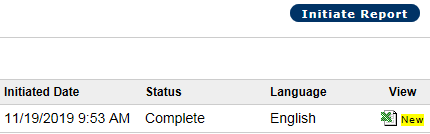 Initiate Report
Initiated Date Status Language View
11/19/2019 9:53 AM Complete English New